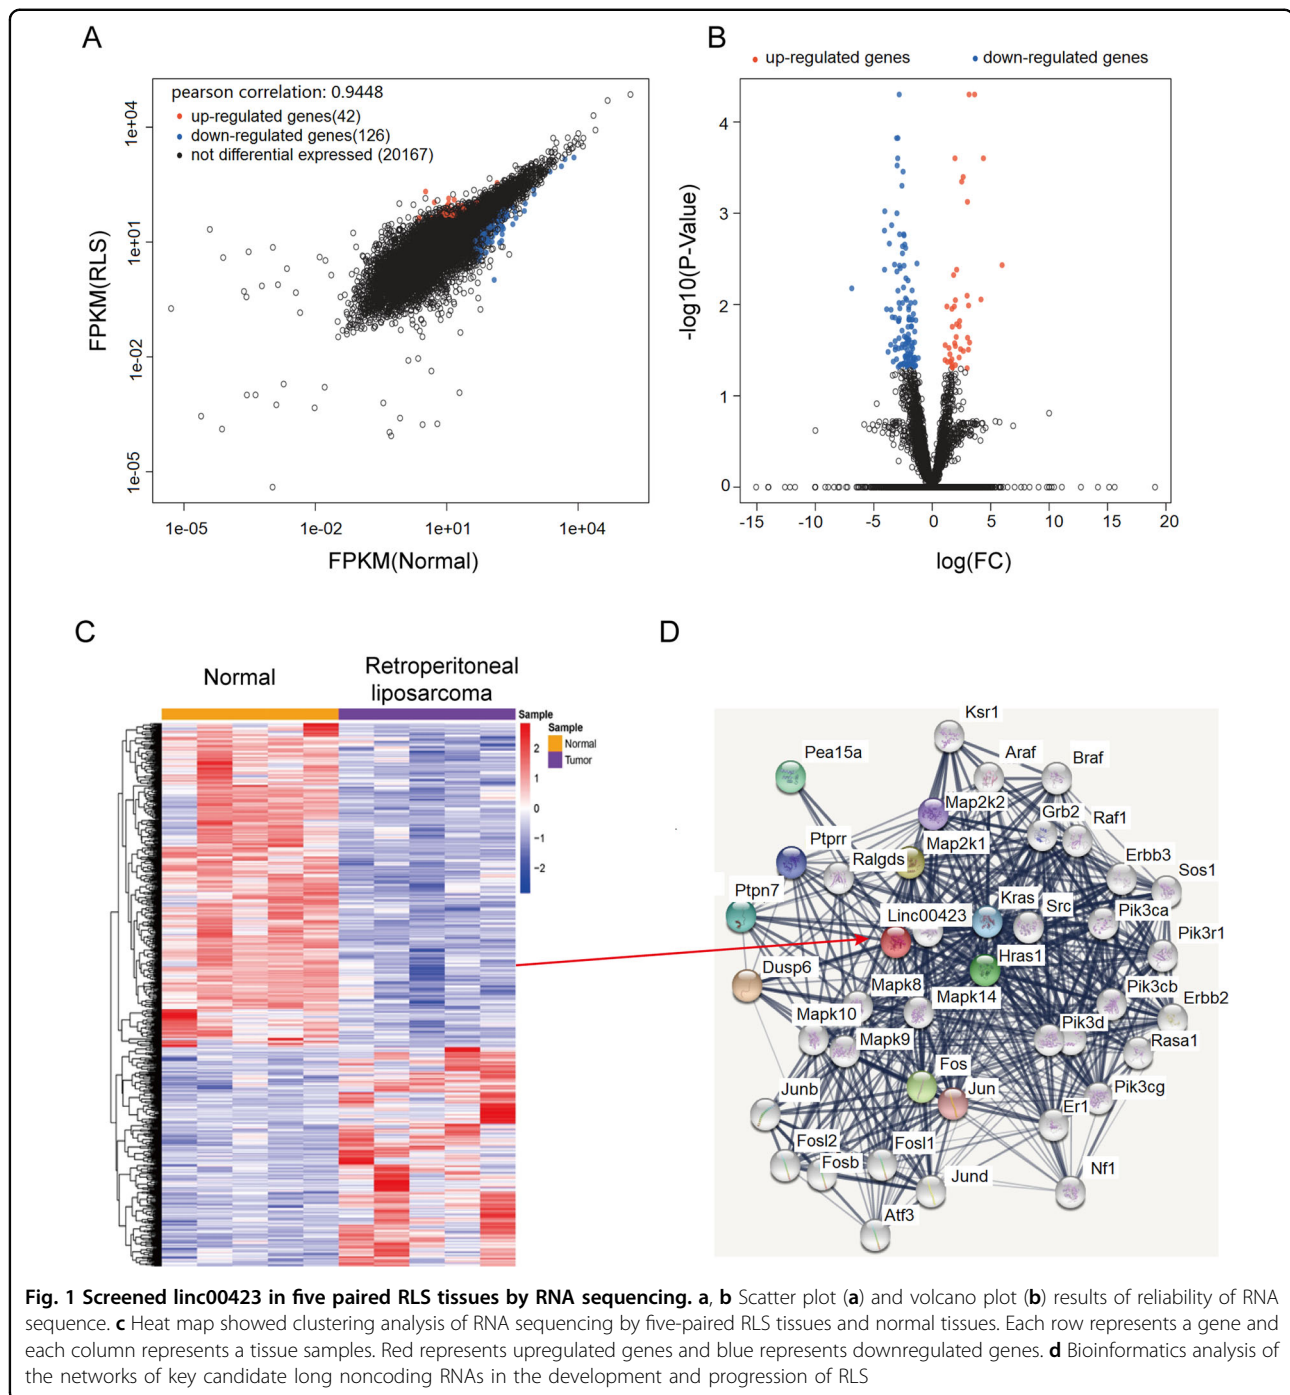 A
pearson correlation: 0.9448
up-regulated genes(42)
down-regulated genes(126)
not differential expressed (20167)
1e+04
1e+01
1e-02
1e-05
FPKM(RLS)
1e-05
1e-02
1e+01
1e+04
FPKM(Normal)
B
up-regulated genes
down-regulated genes
4
3
2
1
0
-log10(P-Value)
-15
-10
-5
0
5
10
15
20
log(FC)
C
Normal
Retroperitoneal
liposarcoma
Sample
2
1
0
−1
−2
Sample
Normal
Tumor
D
Ksr1
Pea15a
Araf
Braf
Map2k2
Grb2
Raf1
Ptprr
Map2k1
Ralgds
Erbb3
Sos1
Ptpn7
Kras
Src
Pik3ca
Linc00423
Pik3r1
Dusp6
Hras1
Mapk8
Pik3cb
Mapk14
Erbb2
Mapk10
Pik3d
Rasa1
Mapk9
Fos
Junb
Jun
Pik3cg
Er1
Fosl2
Fosl1
Fosb
Jund
Nf1
Atf3
Fig. 1 Screened linc00423 in five paired RLS tissues by RNA sequencing. a, b Scatter plot (a) and volcano plot (b) results of reliability of RNA
sequence. c Heat map showed clustering analysis of RNA sequencing by five-paired RLS tissues and normal tissues. Each row represents a gene and
each column represents a tissue samples. Red represents upregulated genes and blue represents downregulated genes. d Bioinformatics analysis of
the networks of key candidate long noncoding RNAs in the development and progression of RLS